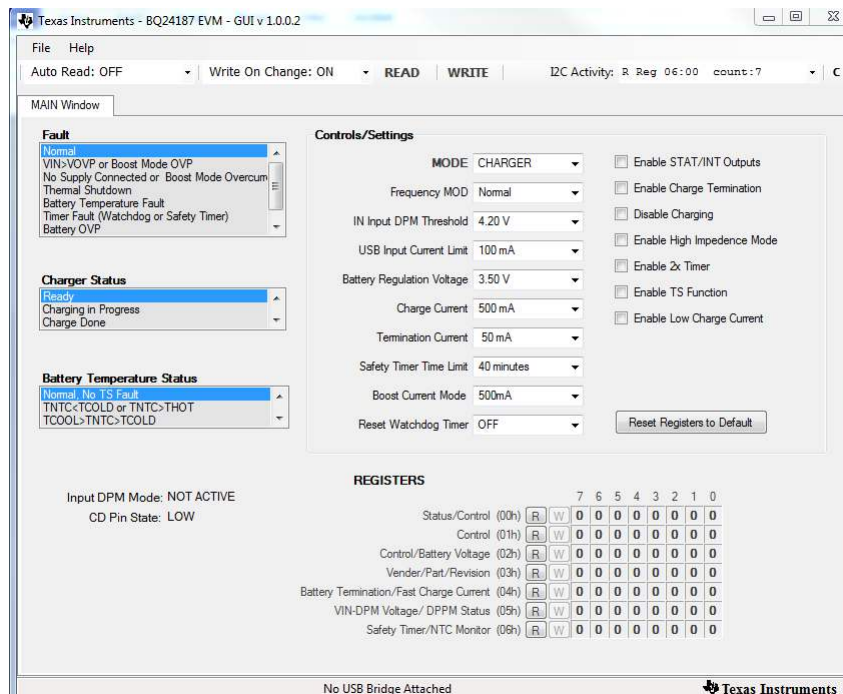 Texas Instruments - BQ24187 EVM - GUI v 1.0.0.2
File Help
Auto Read: OFF Write On Change: ON READ WRITE I2C Activity: R Reg 06:00 count:7 C
MAIN Window
Fault
Normal
VIN>VOVP or Boost Mode OVP
No Supply Connected or Boost Mode Overcurr
Thermal Shutdown
Battery Temperature Fault
Timer Fault (Watchdog or Safety Timer)
Battery OVP
Charger Status
Ready
Charging in Progress
Charge Done
Battery Temperature Status
Normal, No TS Fault
TNTC<TCOLD or TNTC>THOT
TCOOL>TNTC>TCOLD
Input DPM Mode: NOT ACTIVE
CD Pin State: LOW
Controls/Settings
MODE CHARGER
Frequency MOD Normal
IN Input DPM Threshold 4.20 V
USB Input Current Limit 100 mA
Battery Regulation Voltage 3.50 V
Charge Current 500 mA
Termination Current 50 mA
Safety Timer Time Limit 40 minutes
Boost Current Mode 500mA
Reset Watchdog Timer OFF
Enable STAT/INT Outputs
Enable Charge Termination
Disable Charging
Enable High Impedence Mode
Enable 2x Timer
Enable TS Function
Enable Low Charge Current
Reset Registers to Default
REGISTERS
7 6 5 4 3 2 1 0
Status/Control (00h) R W 0 0 0 0 0 0 0 0
Control (01h) R W 0 0 0 0 0 0 0 0
Control/Battery Voltage (02h) R W 0 0 0 0 0 0 0 0
Vender/Part/Revision (03h) R W 0 0 0 0 0 0 0 0
Battery Termination/Fast Charge Current (04h) R W 0 0 0 0 0 0 0 0
VIN-DPM Voltage/ DPPM Status (05h) R W 0 0 0 0 0 0 0 0
Safety Timer/NTC Monitor (06h) R W 0 0 0 0 0 0 0 0
No USB Bridge Attached
Texas Instruments